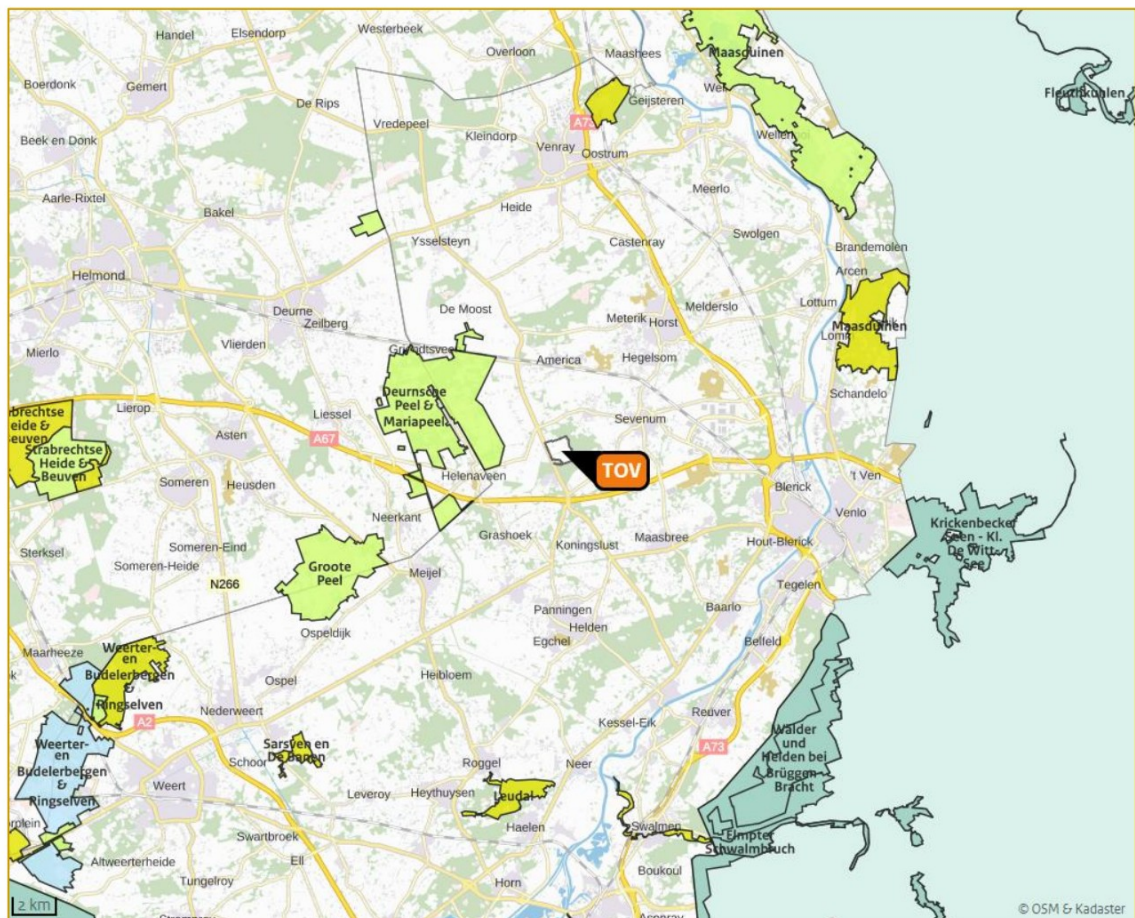 Westerbeek
Elsendorp
Handel
Overloon
Maashees
Maasduinen
Boerdonk
Gemert
De Rips
Geijsteren
Fleuthkuhlen
Vredepeel
Kleindorp
Beek en Donk
Venray
Oostrum
Meerlo
Aarle-Rixtel
Bakel
Heide
Swolgen
Ysselsteyn
Castenray
Brandemolen
Arcen
Helmond
De Moost
Melderslo
Lottum
Deurne
Zeilberg
Meterik
Horst
Maasduinen
Mierlo
Vlierden
America
Hegelsom
Schandelo
Deurnsche
Peel &
Mariapeel
Lierop
Liessel
Sevenum
Asten
A67
Strabrechtse
Heide &
Beuven
Helenaveen
TOV
't Ven
Blerick
Someren
Heusden
Venlo
Neerkant
Grashoek
Maasbree
Krickenbecker
Seen - Kl.
De Witt-
See
Sterksel
Someren-Eind
Koningslust
Hout-Blerick
Someren-Heide
Groote
Peel
Meijel
N266
Tegelen
Panningen
Baarlo
Helden
Ospeldijk
Egchel
Belfeld
Maarheeze
Weerter-
en
Budelerbergen
&
Ringselven
Ospel
Heibloem
A2
Nederweert
Kessel-Eik
Reuver
Weerter-
en
Budelerbergen
&
Ringselven
Sarsven en
De Banen
Schoor
Roggel
Neer
A73
Wälder
und
Heiden bei
Brüggen-
Bracht
Weert
Leveroy
Heythuysen
Leudal
Haelen
Swalmen
Swartbroek
Elmpter
Schwalmbruch
Altweerterheide
Ell
Boukoul
Tungelroy
Horn
2 km
© OSM & Kadaster